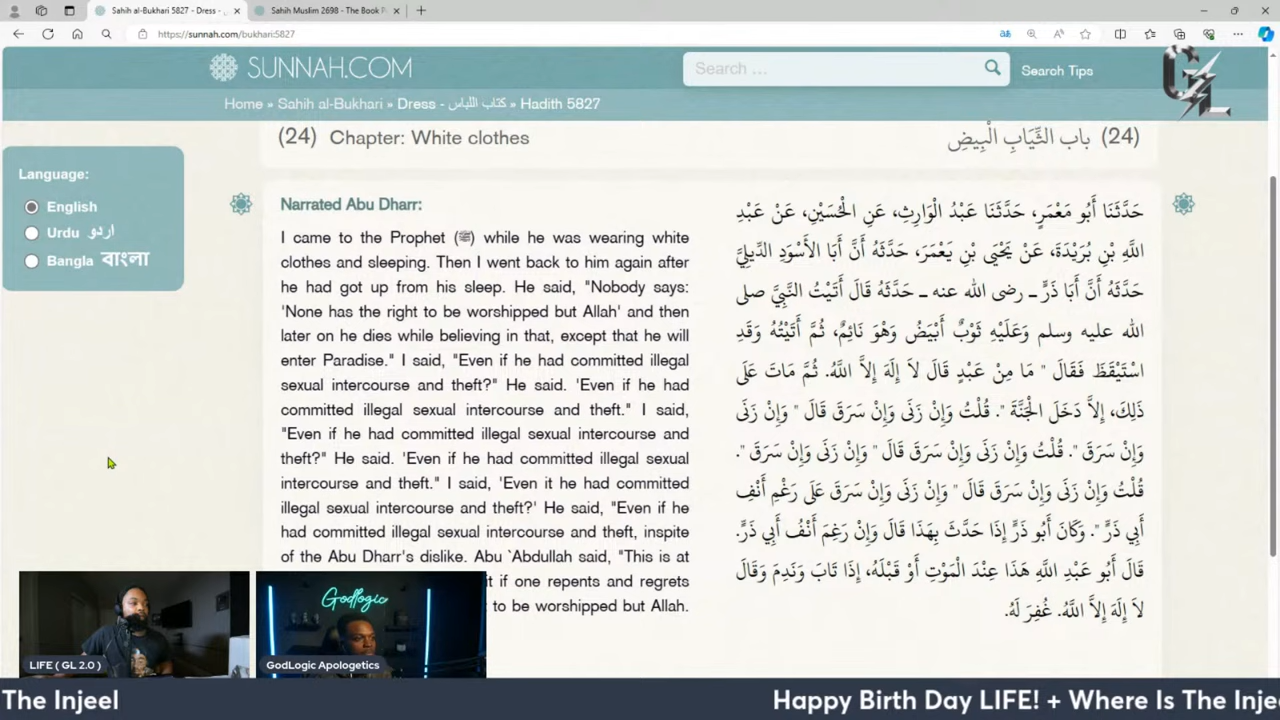 Sahih al-Bukhari 5827 - Dress -
Sahih Muslim 2698 - The Book
https://sunnah.com/bukhari:5827
SUNNAH.COM
Search ...
Search Tips
GL
Home » Sahih al-Bukhari » Dress - كتاب اللباس » Hadith 5827
(24) Chapter: White clothes
(24) باب الثِّيَابِ الْبِيضِ
Language:
English
Urdu اردو
Bangla বাংলা
Narrated Abu Dharr:
I came to the Prophet (ﷺ) while he was wearing white
clothes and sleeping. Then I went back to him again after
he had got up from his sleep. He said, "Nobody says:
'None has the right to be worshipped but Allah' and then
later on he dies while believing in that, except that he will
enter Paradise." I said, "Even if he had committed illegal
sexual intercourse and theft?" He said. 'Even if he had
committed illegal sexual intercourse and theft." I said,
"Even if he had committed illegal sexual intercourse and
theft?" He said. 'Even if he had committed illegal sexual
intercourse and theft." I said, 'Even it he had committed
illegal sexual intercourse and theft?' He said, "Even if he
had committed illegal sexual intercourse and theft, inspite
of the Abu Dharr's dislike. Abu `Abdullah said, "This is at
it if one repents and regrets
to be worshipped but Allah.
حَدَّثَنَا أَبُو مَعْمَرٍ، حَدَّثَنَا عَبْدُ الْوَارِثِ، عَنِ الْحُسَيْنِ، عَنْ عَبْدِ
اللَّهِ بْنِ بُرَيْدَةَ، عَنْ يَحْيَى بْنِ يَعْمَرَ، حَدَّثَهُ أَنَّ أَبَا الأَسْوَدِ الدِّيلِيَّ
حَدَّثَهُ أَنَّ أَبَا ذَرٍّ ـ رضى الله عنه ـ حَدَّثَهُ قَالَ أَتَيْتُ النَّبِيَّ صلى
الله عليه وسلم وَعَلَيْهِ ثَوْبٌ أَبْيَضُ وَهْوَ نَائِمٌ، ثُمَّ أَتَيْتُهُ وَقَدِ
اسْتَيْقَظَ فَقَالَ " مَا مِنْ عَبْدٍ قَالَ لاَ إِلَهَ إِلاَّ اللَّهُ. ثُمَّ مَاتَ عَلَى
ذَلِكَ، إِلاَّ دَخَلَ الْجَنَّةَ ". قُلْتُ وَإِنْ زَنَى وَإِنْ سَرَقَ قَالَ " وَإِنْ زَنَى
وَإِنْ سَرَقَ ". قُلْتُ وَإِنْ زَنَى وَإِنْ سَرَقَ قَالَ " وَإِنْ زَنَى وَإِنْ سَرَقَ ".
قُلْتُ وَإِنْ زَنَى وَإِنْ سَرَقَ قَالَ " وَإِنْ زَنَى وَإِنْ سَرَقَ عَلَى رَغْمِ أَنْفِ
أَبِي ذَرٍّ ". وَكَانَ أَبُو ذَرٍّ إِذَا حَدَّثَ بِهَذَا قَالَ وَإِنْ رَغِمَ أَنْفُ أَبِي ذَرٍّ.
قَالَ أَبُو عَبْدِ اللَّهِ هَذَا عِنْدَ الْمَوْتِ أَوْ قَبْلَهُ، إِذَا تَابَ وَنَدِمَ وَقَالَ
لاَ إِلَهَ إِلاَّ اللَّهُ. غُفِرَ لَهُ.
Godlogic
LIFE ( GL 2.0 )
GodLogic Apologetics
The Injeel
Happy Birth Day LIFE! + Where Is The Inje